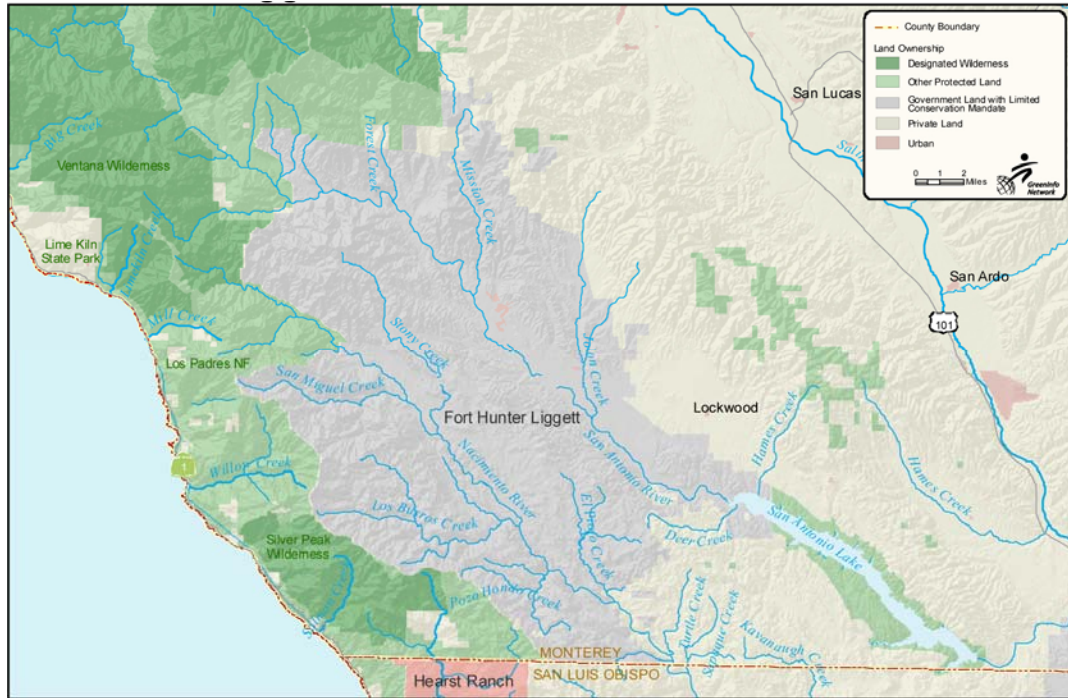 County Boundary
Land Ownership
Designated Wilderness
Other Protected Land
Government Land with Limited
Conservation Mandate
Private Land
Urban
0 1 2 Miles
GreenInfo
Network
San Lucas
Big Creek
Ventana Wilderness
Forest Creek
Mission Creek
Lime Kiln
State Park
Limekiln Creek
San Ardo
101
Mill Creek
Stony Creek
Los Padres NF
San Miguel Creek
Fort Hunter Liggett
Lockwood
Hames Creek
San Antonio River
Nacimiento River
1
Willow Creek
Hames Creek
Los Burros Creek
Deer Creek
San Antonio Lake
Silver Peak
Wilderness
Pozo Hondo Creek
Turtle Creek
Sapaque Creek
Kavanaugh Creek
MONTEREY
SAN LUIS OBISPO
Hearst Ranch